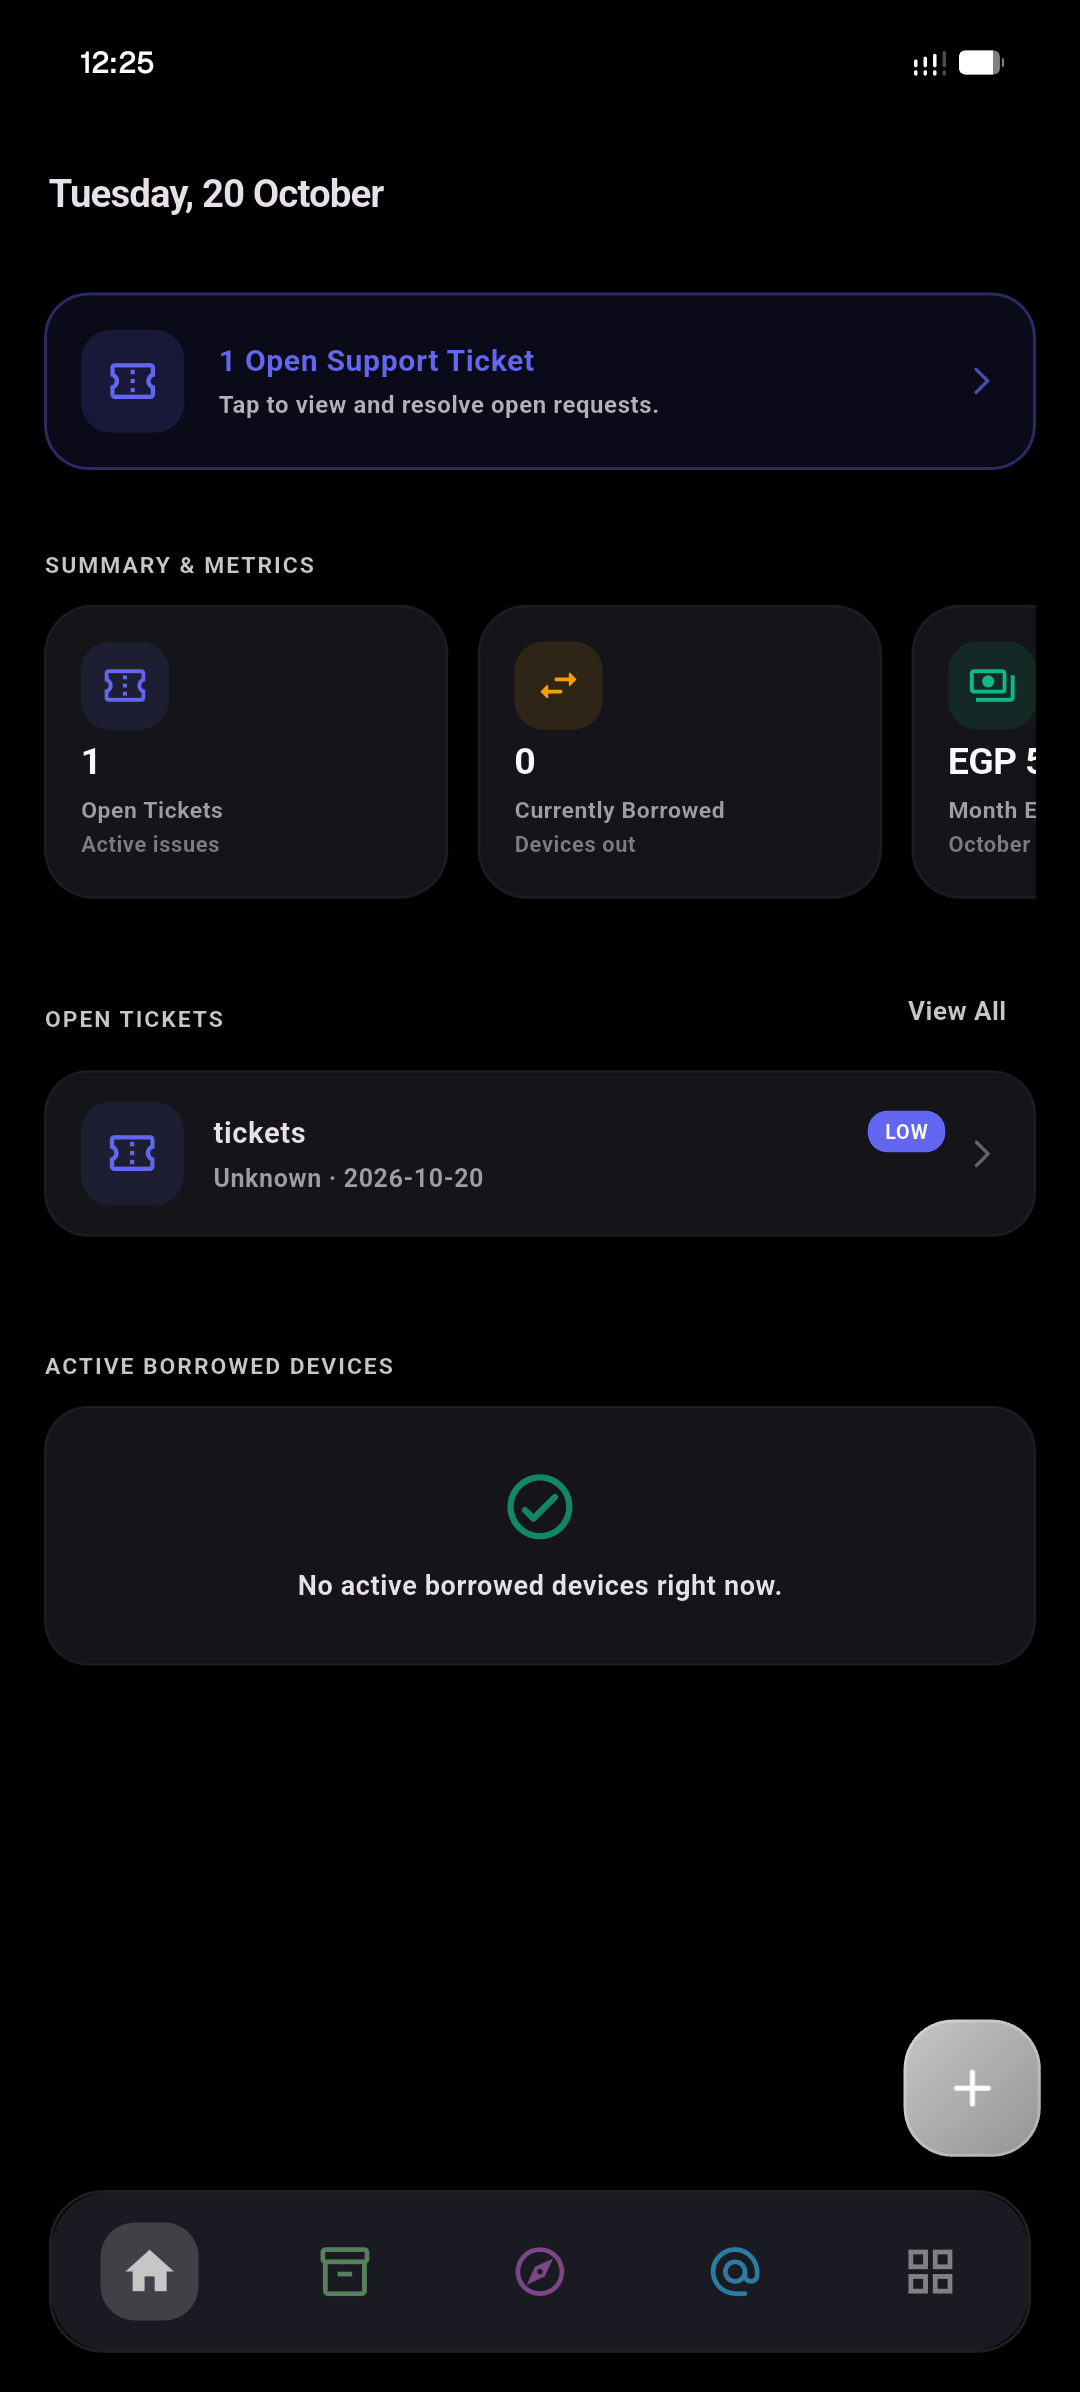 12:25
Tuesday, 20 October
1 Open Support Ticket
Tap to view and resolve open requests.
SUMMARY & METRICS
1
Open Tickets
Active issues
0
Currently Borrowed
Devices out
EGP 5
Month E
October
OPEN TICKETS
View All
tickets
LOW
Unknown · 2026-10-20
ACTIVE BORROWED DEVICES
No active borrowed devices right now.